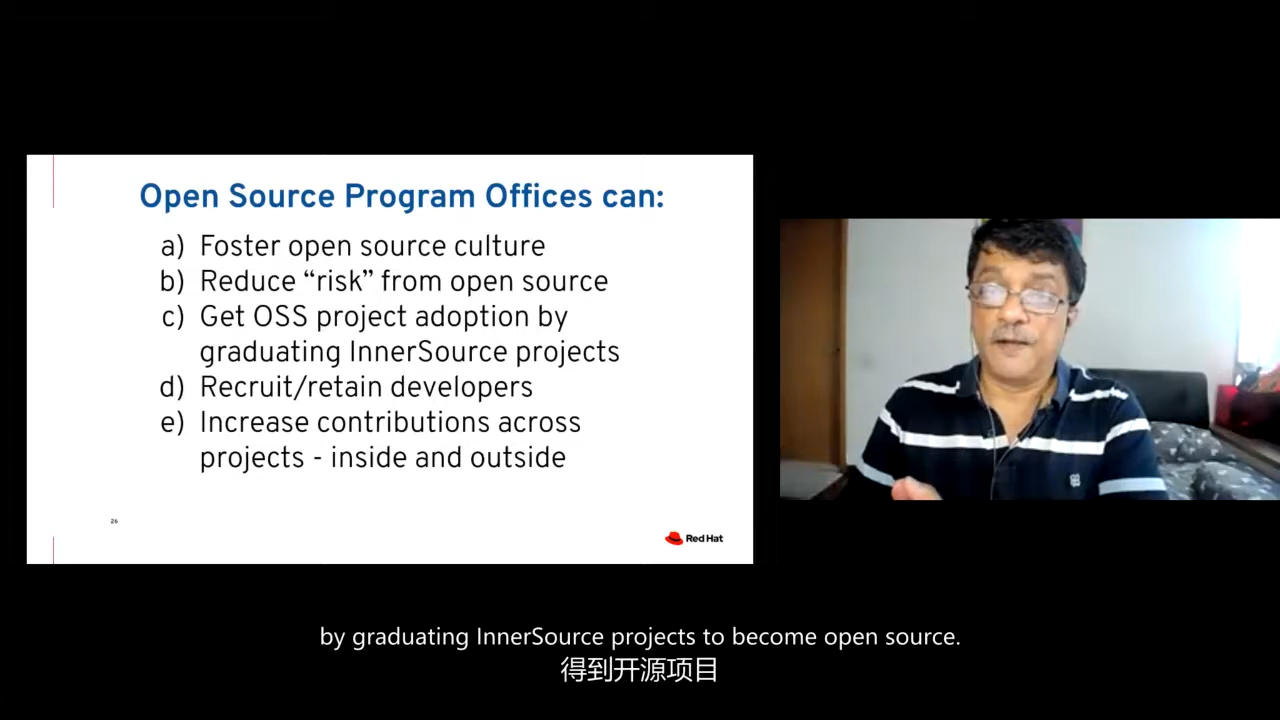 Open Source Program Offices can:
a) Foster open source culture
b) Reduce “risk” from open source
c) Get OSS project adoption by
graduating InnerSource projects
d) Recruit/retain developers
e) Increase contributions across
projects - inside and outside
26
Red Hat
by graduating InnerSource projects to become open source.
得到开源项目